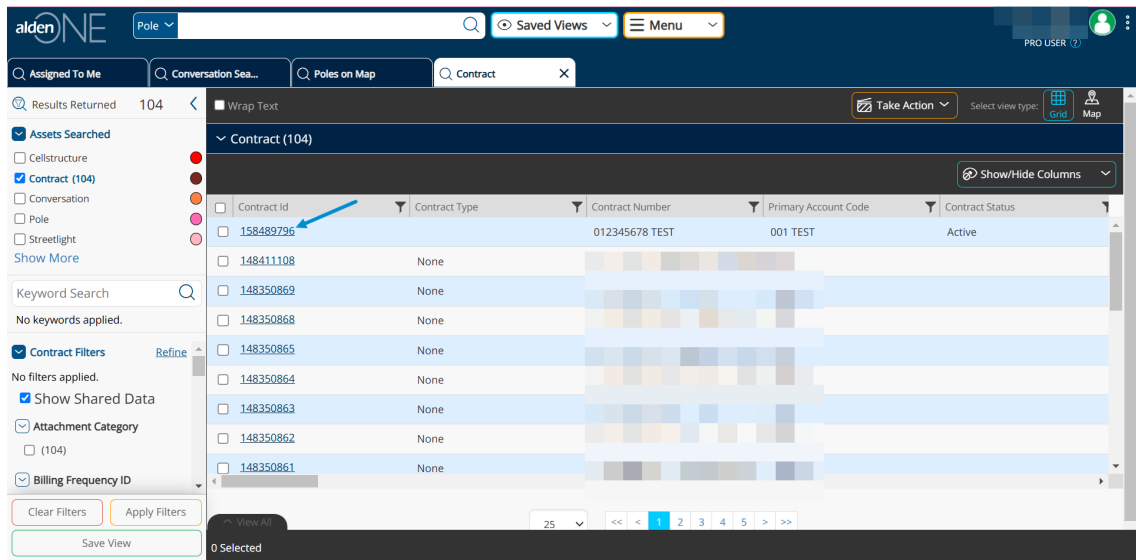 alden ONE
Pole
Saved Views
Menu
PRO USER ?
Assigned To Me
Conversation Sea...
Poles on Map
Contract
Results Returned 104
Wrap Text
Take Action
Select view type:
Grid
Map
Assets Searched
Cellstructure
Contract (104)
Conversation
Pole
Streetlight
Show More
Keyword Search
No keywords applied.
Contract Filters Refine
No filters applied.
Show Shared Data
Attachment Category
(104)
Billing Frequency ID
Clear Filters
Apply Filters
Save View
Contract (104)
Show/Hide Columns
Contract Id Contract Type Contract Number Primary Account Code Contract Status
158489796 012345678 TEST 001 TEST Active
148411108 None
148350869 None
148350868 None
148350865 None
148350864 None
148350863 None
148350862 None
148350861 None
View All
25 << < 1 2 3 4 5 > >>
0 Selected